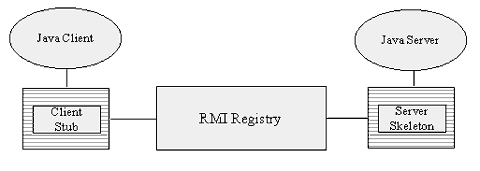 Java Client
Java Server
Client
Stub
RMI Registry
Server
Skeleton